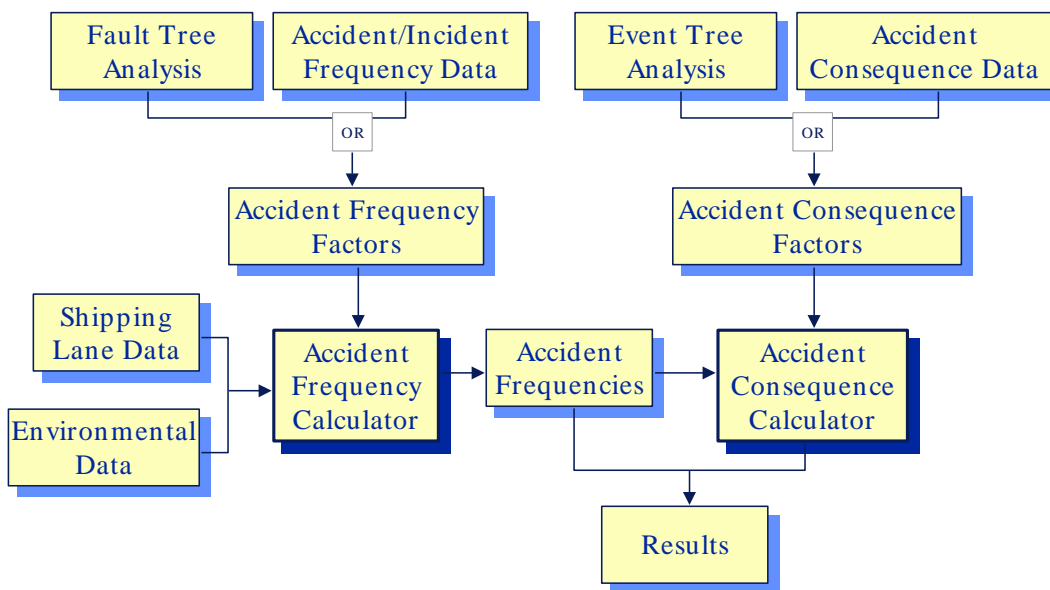 Fault Tree
Analysis
Accident/Incident
Frequency Data
Event Tree
Analysis
Accident
Consequence Data
OR
OR
Accident Frequency
Factors
Accident Consequence
Factors
Shipping
Lane Data
Accident
Frequency
Calculator
Accident
Frequencies
Accident
Consequence
Calculator
Environmental
Data
Results